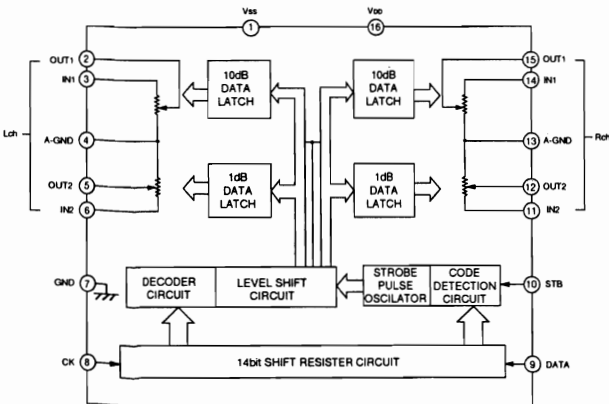 Vss
VDD
1
16
OUT1
2
IN1
3
Lch
A-GND
4
OUT2
5
IN2
6
10dB
DATA
LATCH
10dB
DATA
LATCH
1dB
DATA
LATCH
1dB
DATA
LATCH
15
OUT1
14
IN1
13
A-GND
Rch
12
OUT2
11
IN2
GND
7
DECODER
CIRCUIT
LEVEL SHIFT
CIRCUIT
STROBE
PULSE
OSCILATOR
CODE
DETECTION
CIRCUIT
10
STB
CK
8
14bit SHIFT RESISTER CIRCUIT
9
DATA